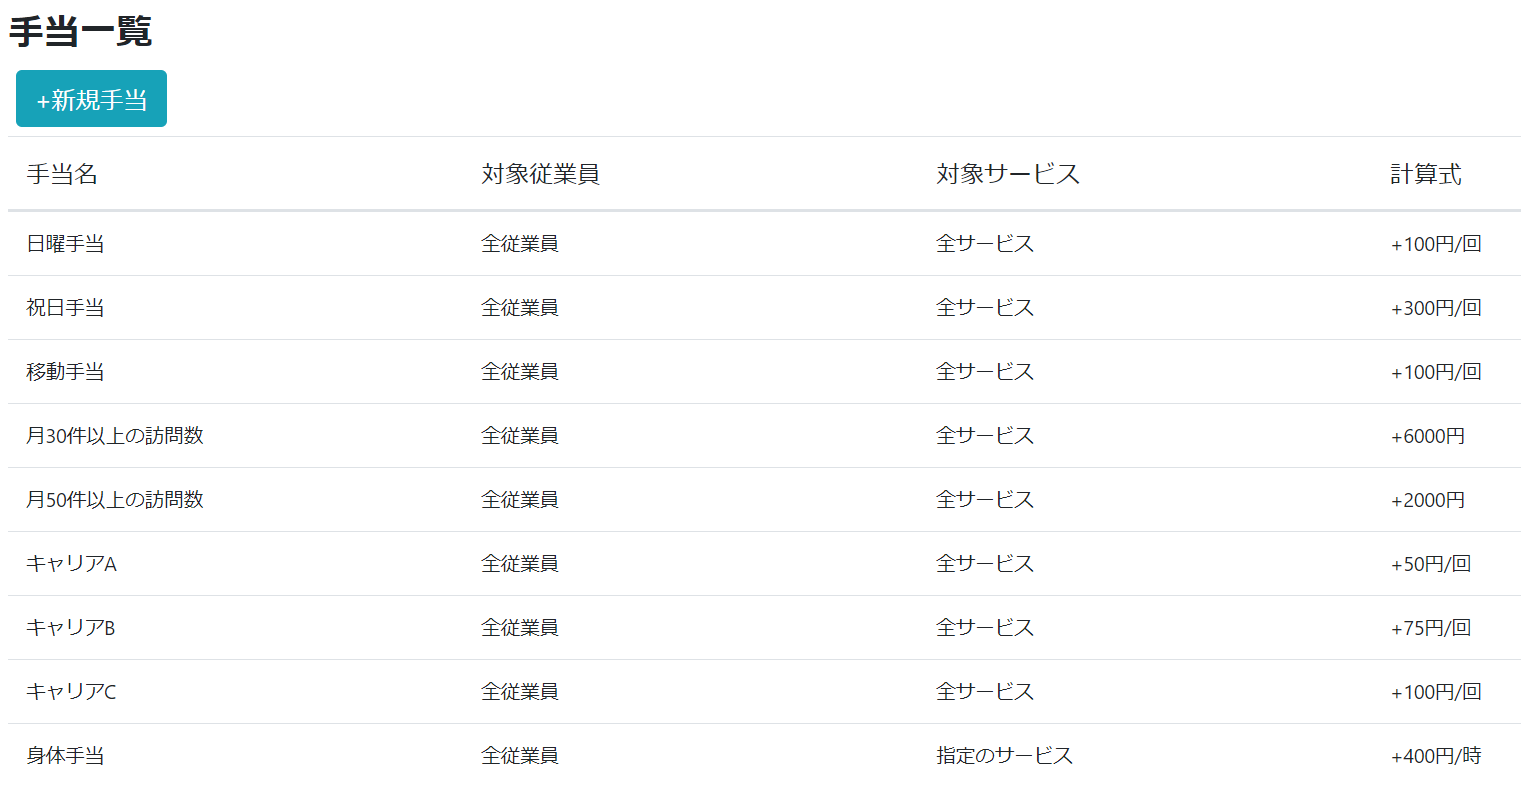 手当一覧
+新規手当
手当名 対象従業員 対象サービス 計算式
日曜手当 全従業員 全サービス +100円/回
祝日手当 全従業員 全サービス +300円/回
移動手当 全従業員 全サービス +100円/回
月30件以上の訪問数 全従業員 全サービス +6000円
月50件以上の訪問数 全従業員 全サービス +2000円
キャリアA 全従業員 全サービス +50円/回
キャリアB 全従業員 全サービス +75円/回
キャリアC 全従業員 全サービス +100円/回
身体手当 全従業員 指定のサービス +400円/時